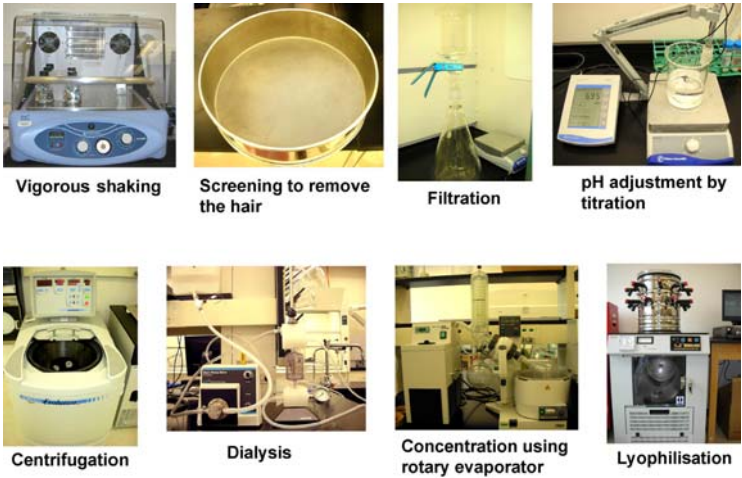 Vigorous shaking
Screening to remove
the hair
Filtration
pH adjustment by
titration
Centrifugation
Dialysis
Concentration using
rotary evaporator
Lyophilisation